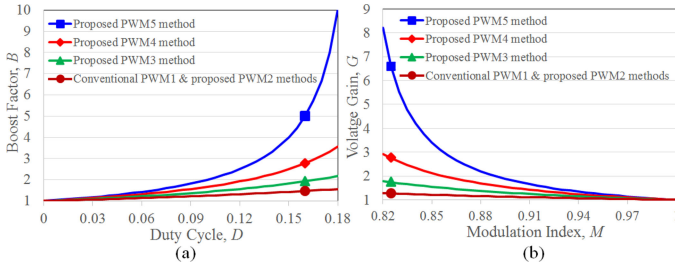 Boost Factor, B
10
9
8
7
6
5
4
3
2
1
Proposed PWM5 method
Proposed PWM4 method
Proposed PWM3 method
Conventional PWM1 & proposed PWM2 methods
0 0.03 0.06 0.09 0.12 0.15 0.18
Duty Cycle, D
(a)
Volatge Gain, G
9
8
7
6
5
4
3
2
1
Proposed PWM5 method
Proposed PWM4 method
Proposed PWM3 method
Conventional PWM1 & proposed PWM2 methods
0.82 0.85 0.88 0.91 0.94 0.97 1
Modulation Index, M
(b)